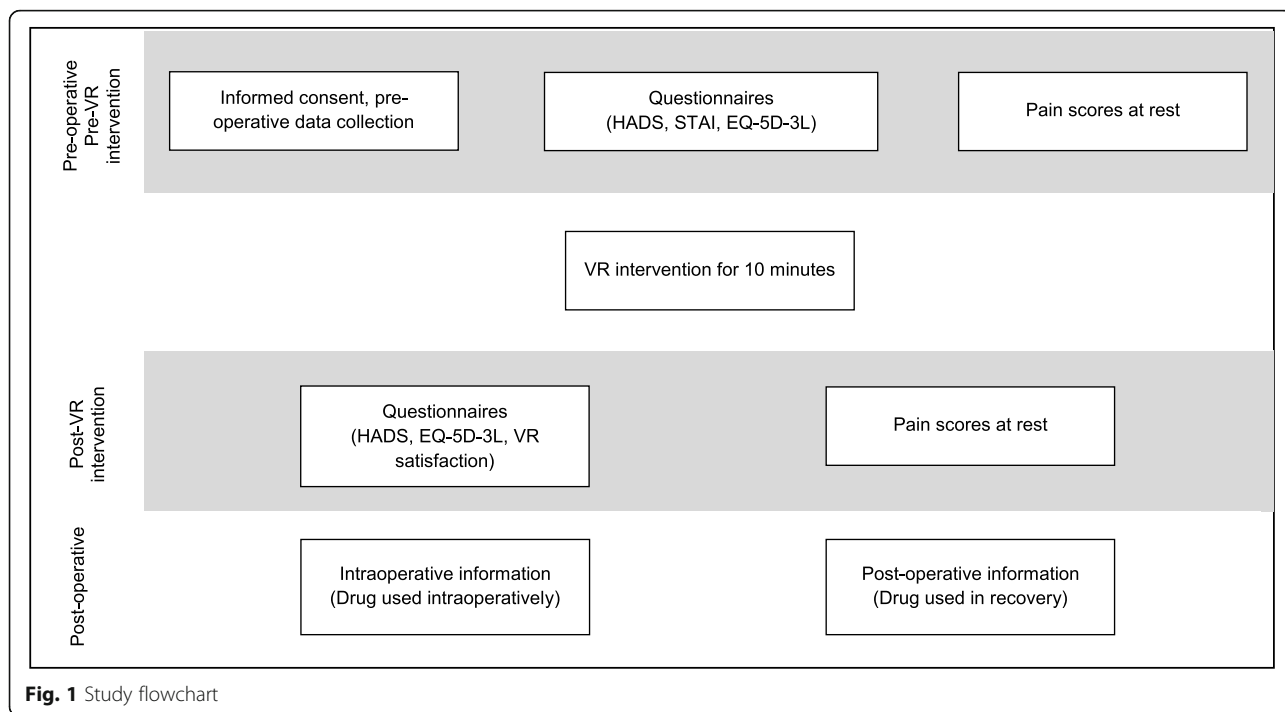 Pre-operative
Pre-VR
intervention
Informed consent, pre-
operative data collection
Questionnaires
(HADS, STAI, EQ-5D-3L)
Pain scores at rest
VR intervention for 10 minutes
Post-VR
intervention
Questionnaires
(HADS, EQ-5D-3L, VR
satisfaction)
Pain scores at rest
Post-operative
Intraoperative information
(Drug used intraoperatively)
Post-operative information
(Drug used in recovery)
Fig. 1 Study flowchart